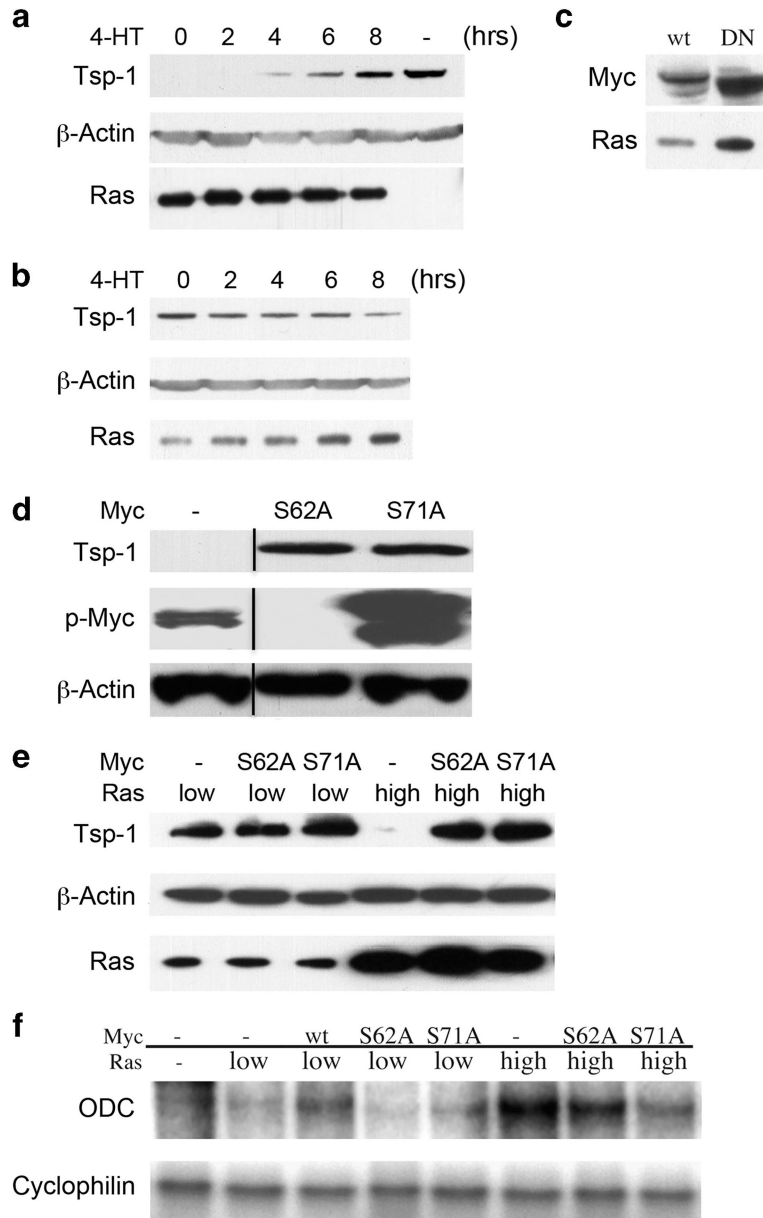 a
4-HT 0 2 4 6 8 - (hrs)
Tsp-1
β-Actin
Ras
b
4-HT 0 2 4 6 8 (hrs)
Tsp-1
β-Actin
Ras
c
wt DN
Myc
Ras
d
Myc - S62A S71A
Tsp-1
p-Myc
β-Actin
e
Myc - S62A S71A - S62A S71A
Ras low low low high high high
Tsp-1
β-Actin
Ras
f
Myc - - wt S62A S71A - S62A S71A
Ras - low low low low high high high
ODC
Cyclophilin